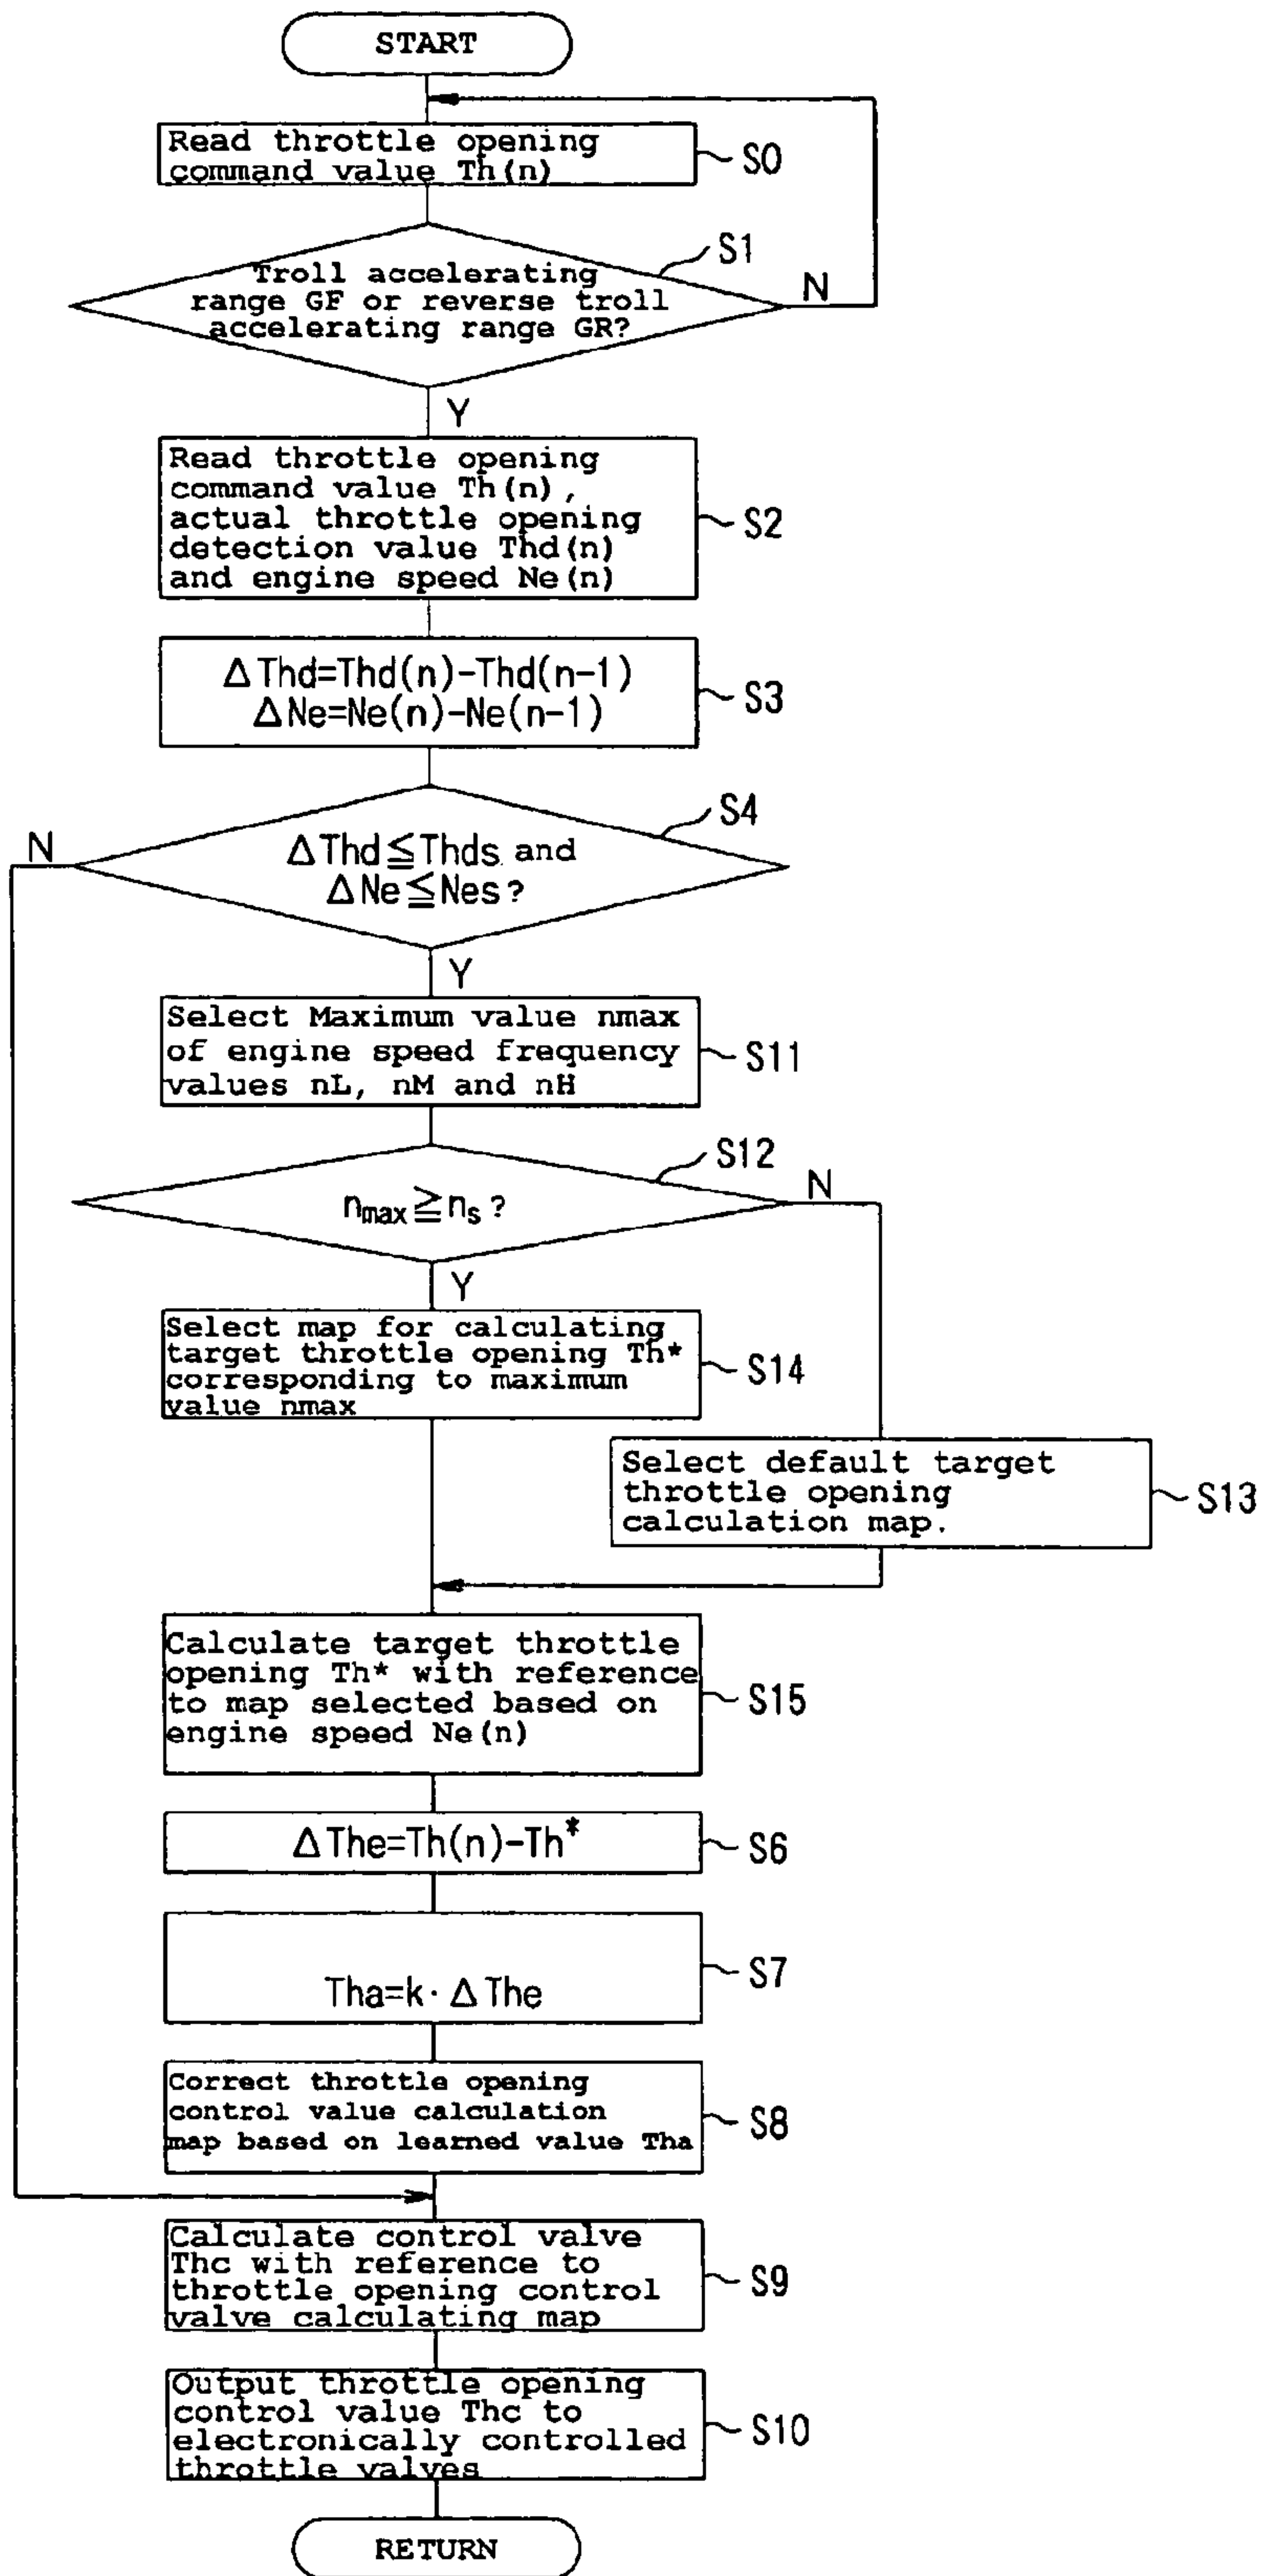 START
Read throttle opening
command value Th(n)
S0
S1
Troll accelerating
range GF or reverse troll
accelerating range GR?
N
Y
Read throttle opening
command value Th(n),
actual throttle opening
detection value Thd(n)
and engine speed Ne(n)
S2
ΔThd=Thd(n)-Thd(n-1)
ΔNe=Ne(n)-Ne(n-1)
S3
S4
N
ΔThd≦Thds and
ΔNe≦Nes?
Y
Select Maximum value nmax
of engine speed frequency
values nL, nM and nH
S11
S12
nmax≧ns?
N
Y
Select map for calculating
target throttle opening Th*
corresponding to maximum
value nmax
S14
Select default target
throttle opening
calculation map.
S13
Calculate target throttle
opening Th* with reference
to map selected based on
engine speed Ne(n)
S15
ΔThe=Th(n)-Th*
S6
Tha=k·ΔThe
S7
Correct throttle opening
control value calculation
map based on learned value Tha
S8
Calculate control valve
Thc with reference to
throttle opening control
valve calculating map
S9
Output throttle opening
control value Thc to
electronically controlled
throttle valves
S10
RETURN